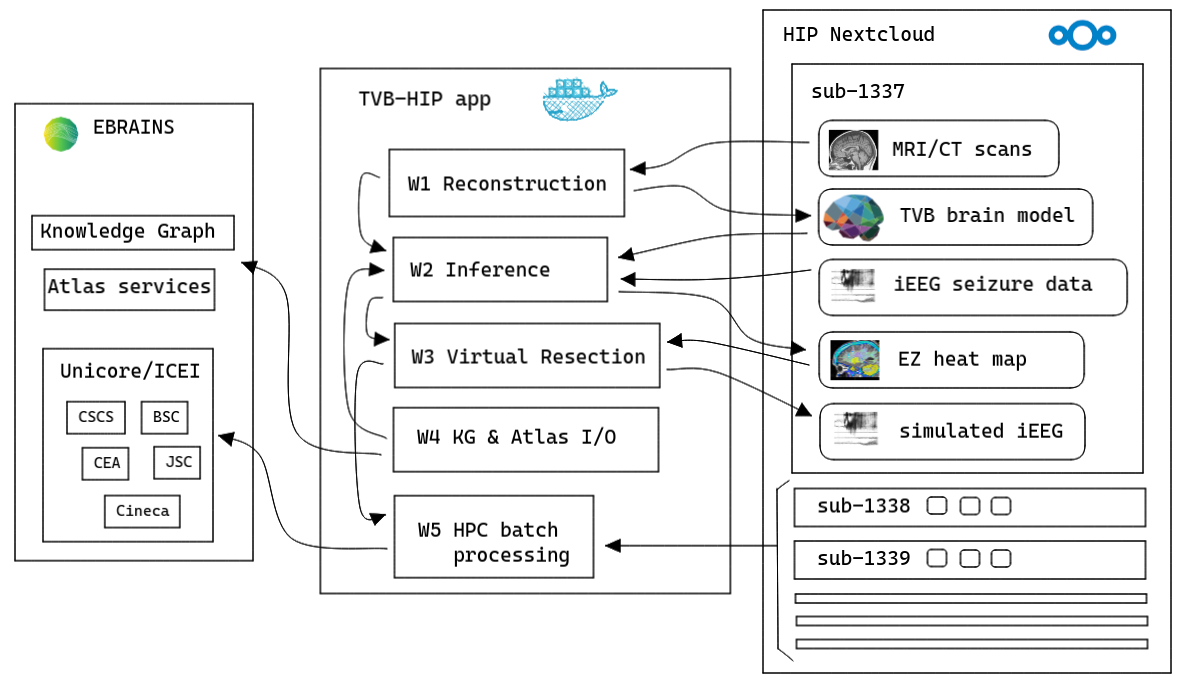 EBRAINS
Knowledge Graph
Atlas services
Unicore/ICEI
CSCS
BSC
CEA
JSC
Cineca
TVB-HIP app
W1 Reconstruction
W2 Inference
W3 Virtual Resection
W4 KG & Atlas I/O
W5 HPC batch
processing
HIP Nextcloud
sub-1337
MRI/CT scans
TVB brain model
iEEG seizure data
EZ heat map
simulated iEEG
sub-1338
sub-1339